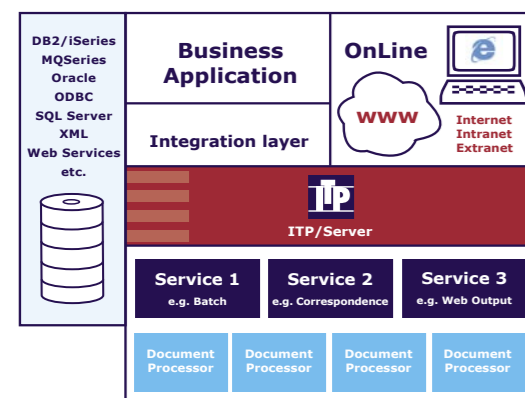 DB2/iSeries
MQSeries
Oracle
ODBC
SQL Server
XML
Web Services
etc.
Business
Application
Integration layer
OnLine
www
Internet
Intranet
Extranet
ITP
ITP/Server
Service 1
e.g. Batch
Service 2
e.g. Correspondence
Service 3
e.g. Web Output
Document
Processor
Document
Processor
Document
Processor
Document
Processor